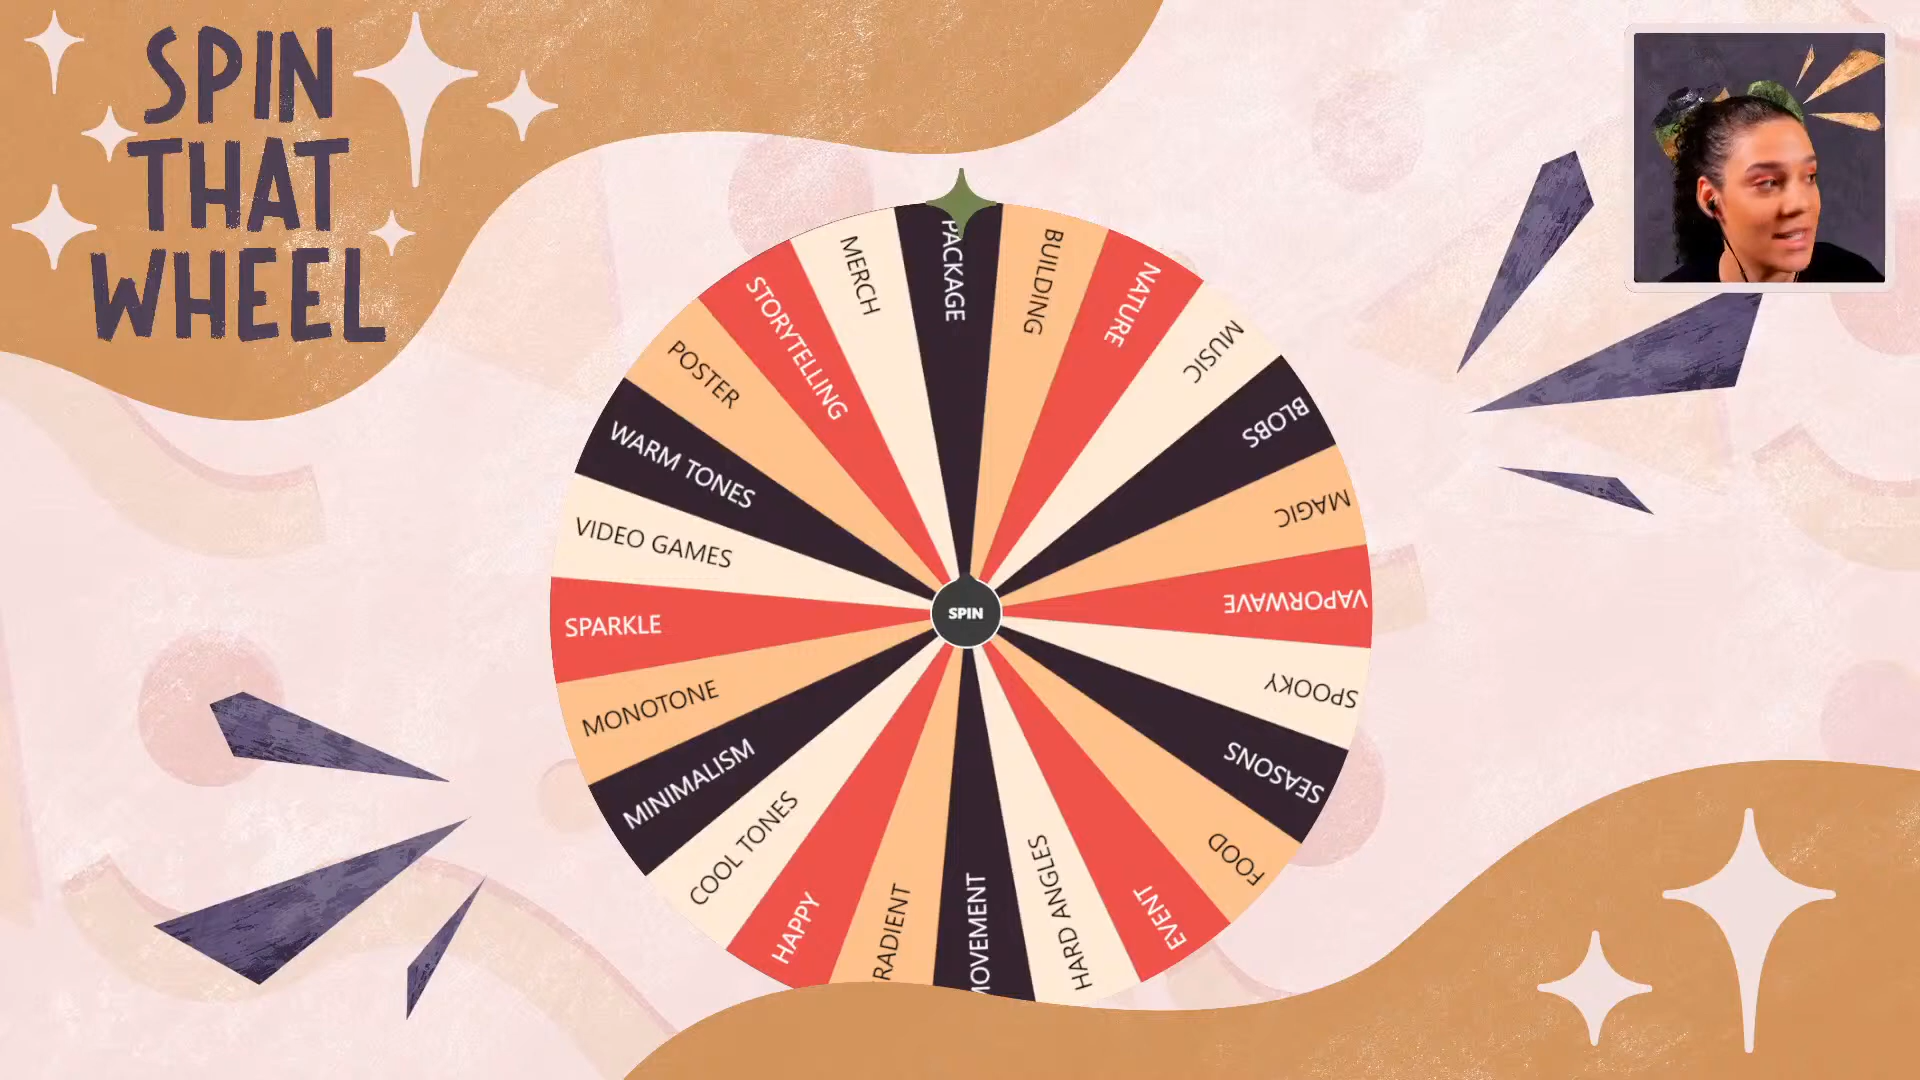 SPIN
THAT
WHEEL
PACKAGE
BUILDING
NATURE
MUSIC
BLOBS
MAGIC
VAPORWAVE
SPOOKY
SEASONS
FOOD
EVENT
HARD ANGLES
MOVEMENT
RADIENT
HAPPY
COOL TONES
MINIMALISM
MONOTONE
SPARKLE
VIDEO GAMES
WARM TONES
POSTER
STORYTELLING
MERCH
SPIN